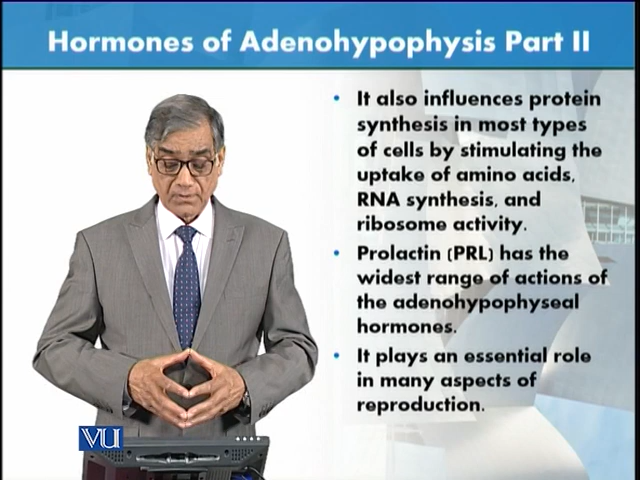 Hormones of Adenohypophysis Part II
• It also influences protein
synthesis in most types
of cells by stimulating the
uptake of amino acids,
RNA synthesis, and
ribosome activity.
• Prolactin (PRL) has the
widest range of actions of
the adenohypophyseal
hormones.
• It plays an essential role
in many aspects of
reproduction.
VU